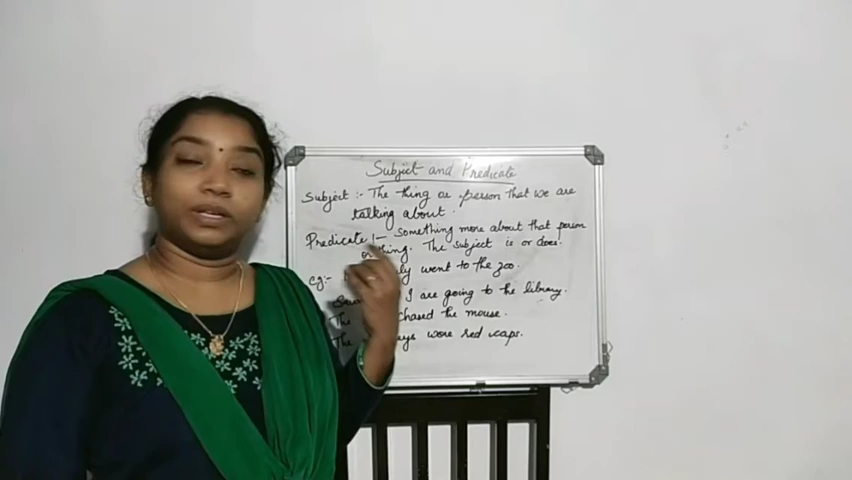 Subject and Predicate
Subject :- The thing or person that we are
talking about.
Predicate :- Something more about that person
or thing. The subject is or does.
eg:- went to the zoo.
I are going to the library.
The chased the mouse.
The wore red caps.